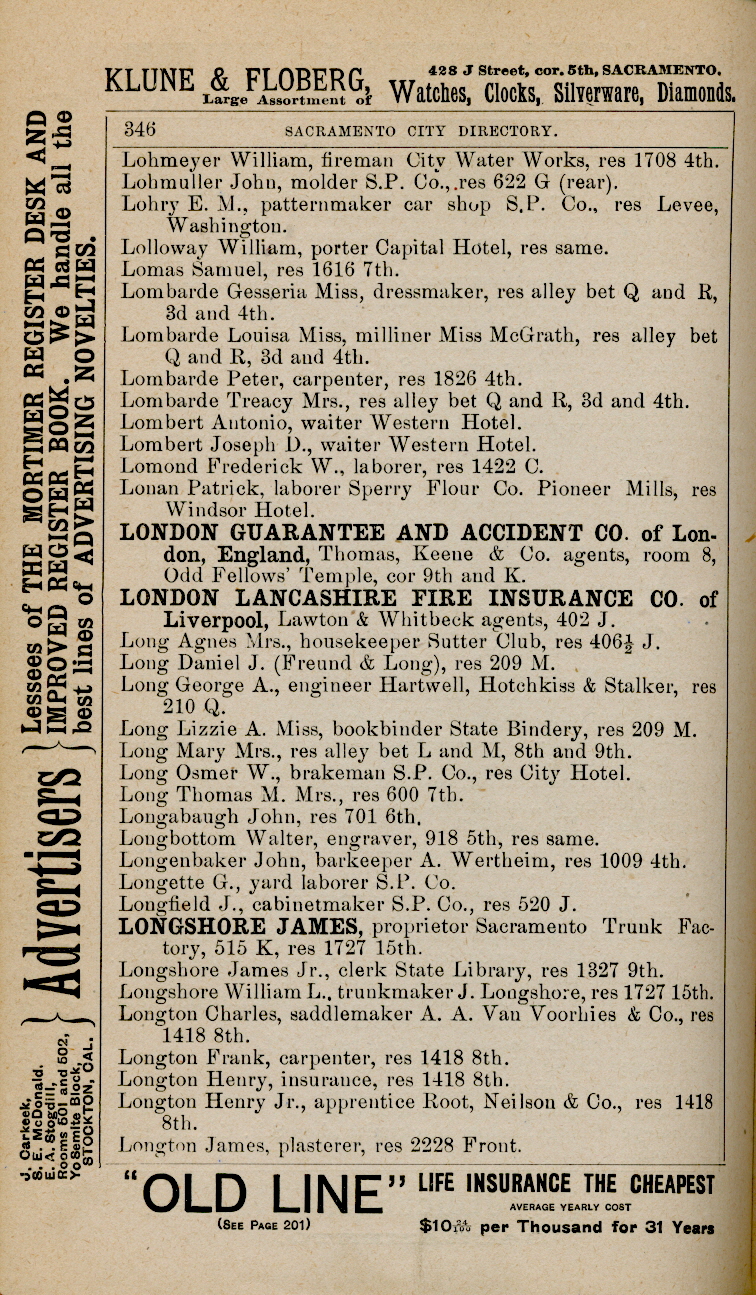 KLUNE & FLOBERG, 428 J Street, cor. 5th, SACRAMENTO.
Large Assortment of Watches, Clocks, Silverware, Diamonds.
346 SACRAMENTO CITY DIRECTORY.
Lohmeyer William, fireman City Water Works, res 1708 4th.
Lohmuller John, molder S.P. Co., res 622 G (rear).
Lohry E. M., patternmaker car shop S.P. Co., res Levee,
Washington.
Lolloway William, porter Capital Hotel, res same.
Lomas Samuel, res 1616 7th.
Lombarde Gesseria Miss, dressmaker, res alley bet Q and R,
3d and 4th.
Lombarde Louisa Miss, milliner Miss McGrath, res alley bet
Q and R, 3d and 4th.
Lombarde Peter, carpenter, res 1826 4th.
Lombarde Treacy Mrs., res alley bet Q and R, 3d and 4th.
Lombert Antonio, waiter Western Hotel.
Lombert Joseph D., waiter Western Hotel.
Lomond Frederick W., laborer, res 1422 C.
Lonan Patrick, laborer Sperry Flour Co. Pioneer Mills, res
Windsor Hotel.
LONDON GUARANTEE AND ACCIDENT CO. of Lon-
don, England, Thomas, Keene & Co. agents, room 8,
Odd Fellows' Temple, cor 9th and K.
LONDON LANCASHIRE FIRE INSURANCE CO. of
Liverpool, Lawton & Whitbeck agents, 402 J.
Long Agnes Mrs., housekeeper Sutter Club, res 406½ J.
Long Daniel J. (Freund & Long), res 209 M.
Long George A., engineer Hartwell, Hotchkiss & Stalker, res
210 Q.
Long Lizzie A. Miss, bookbinder State Bindery, res 209 M.
Long Mary Mrs., res alley bet L and M, 8th and 9th.
Long Osmer W., brakeman S.P. Co., res City Hotel.
Long Thomas M. Mrs., res 600 7th.
Longabaugh John, res 701 6th.
Longbottom Walter, engraver, 918 5th, res same.
Longenbaker John, barkeeper A. Wertheim, res 1009 4th.
Longette G., yard laborer S.P. Co.
Longfield J., cabinetmaker S.P. Co., res 520 J.
LONGSHORE JAMES, proprietor Sacramento Trunk Fac-
tory, 515 K, res 1727 15th.
Longshore James Jr., clerk State Library, res 1327 9th.
Longshore William L., trunkmaker J. Longshore, res 1727 15th.
Longton Charles, saddlemaker A. A. Van Voorhies & Co., res
1418 8th.
Longton Frank, carpenter, res 1418 8th.
Longton Henry, insurance, res 1418 8th.
Longton Henry Jr., apprentice Root, Neilson & Co., res 1418
8th.
Longton James, plasterer, res 2228 Front.
"OLD LINE" LIFE INSURANCE THE CHEAPEST
AVERAGE YEARLY COST
(SEE PAGE 201) $10 24/100 per Thousand for 31 Years
J. Carkeek,
S. E. McDonald.
E. A. Stogdill,
Rooms 501 and 502,
Yo Semite Block,
STOCKTON, CAL.
} Advertisers }
Lessees of THE MORTIMER REGISTER DESK AND
IMPROVED REGISTER BOOK. We handle all the
best lines of ADVERTISING NOVELTIES.